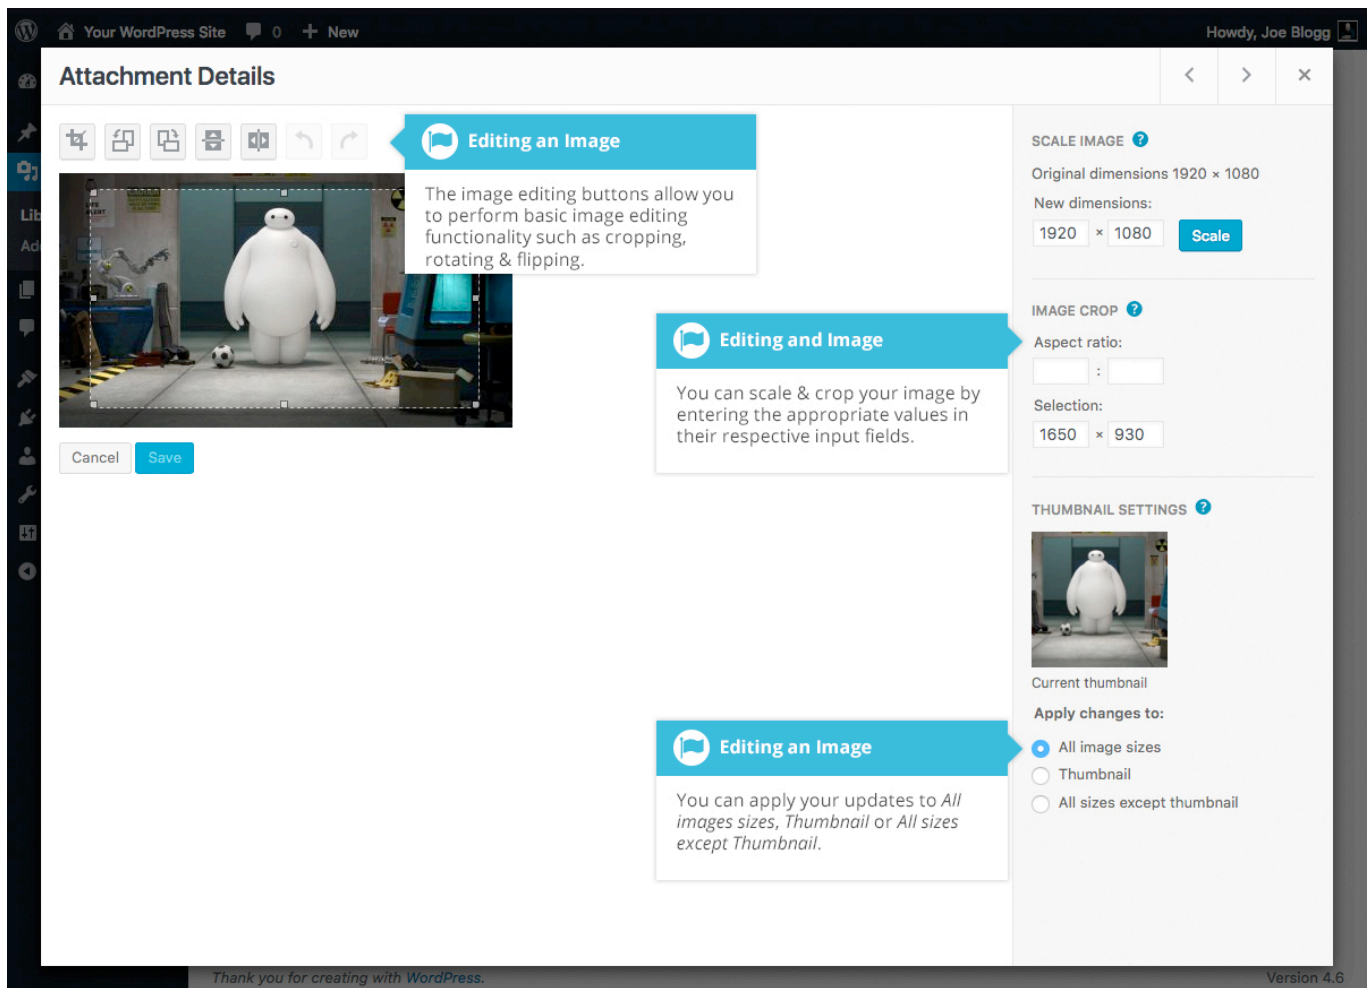 Your WordPress Site 0 New
Howdy, Joe Blogg
Attachment Details
Lib
Ad
Editing an Image
The image editing buttons allow you
to perform basic image editing
functionality such as cropping,
rotating & flipping.
Cancel
Save
SCALE IMAGE ?
Original dimensions 1920 × 1080
New dimensions:
1920 × 1080
Scale
Editing and Image
You can scale & crop your image by
entering the appropriate values in
their respective input fields.
IMAGE CROP ?
Aspect ratio:
:
Selection:
1650 × 930
THUMBNAIL SETTINGS ?
Current thumbnail
Apply changes to:
All image sizes
Thumbnail
All sizes except thumbnail
Editing an Image
You can apply your updates to All
images sizes, Thumbnail or All sizes
except Thumbnail.
Thank you for creating with WordPress.
Version 4.6